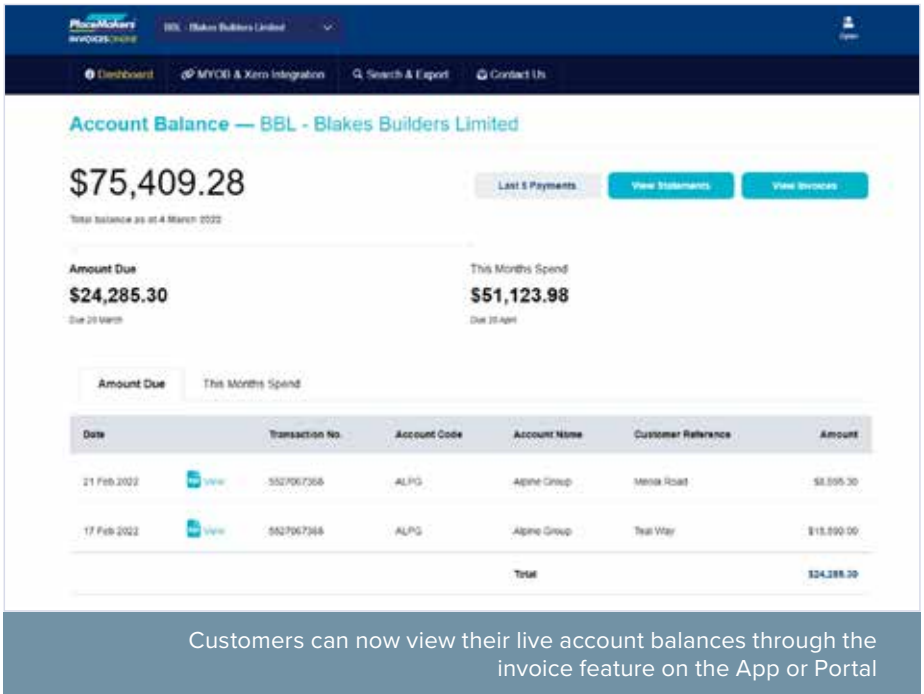 PlaceMakers
INVOICES ONLINE
BBL - Blakes Builders Limited
Dashboard
MYOB & Xero Integration
Search & Export
Contact Us
Account Balance — BBL - Blakes Builders Limited
$75,409.28
Last 5 Payments
View Statements
View Invoices
Total balance as at 4 March 2022
Amount Due
This Months Spend
$24,285.30
$51,123.98
Due 20 March
Due 20 April
Amount Due
This Months Spend
Date
Transaction No.
Account Code
Account Name
Customer Reference
Amount
21 Feb 2022
View
5527067368
ALPG
Alpine Group
Road
17 Feb 2022
View
5527067368
ALPG
Alpine Group
Teal Way
Total
$24,285.30
Customers can now view their live account balances through the
invoice feature on the App or Portal